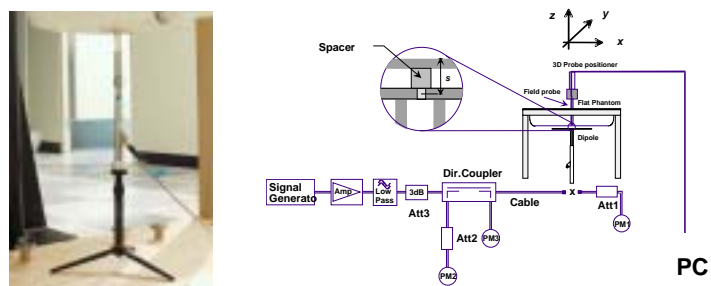 z
y
x
Spacer
s
3D Probe positioner
Field probe
Flat Phantom
Dipole
Signal
Generato
Amp
Low
Pass
3dB
Att3
Dir.Coupler
Cable
x
Att1
PM1
Att2
PM3
PM2
PC